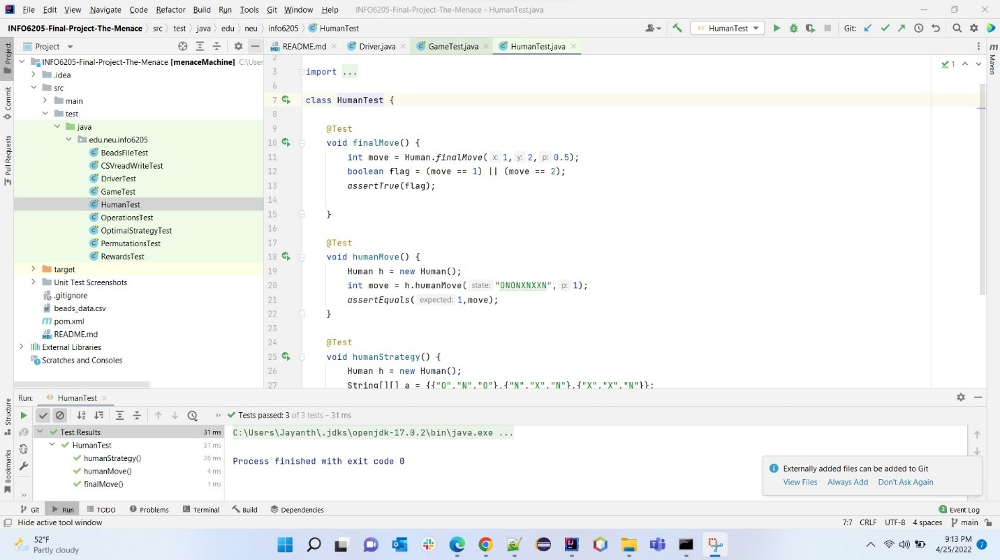 File Edit View Navigate Code Refactor Build Run Tools Git Window Help INFO6205-Final-Project-The-Menace - HumanTest.java
INFO6205-Final-Project-The-Menace src test java edu neu info6205 HumanTest HumanTest Git:
Project
README.md Driver.java GameTest.java HumanTest.java
INFO6205-Final-Project-The-Menace [menaceMachine] C:\User
.idea
src
main
test
java
edu.neu.info6205
BeadsFileTest
CSVreadWriteTest
DriverTest
GameTest
HumanTest
OperationsTest
OptimalStrategyTest
PermutationsTest
RewardsTest
target
Unit Test Screenshots
.gitignore
beads_data.csv
pom.xml
README.md
External Libraries
Scratches and Consoles
Project
Commit
Pull Requests
Structure
Bookmarks
Maven
1
2
3 import ...
6
7 class HumanTest {
8
9 @Test
10 void finalMove() {
11 int move = Human.finalMove( x: 1, y: 2, p: 0.5);
12 boolean flag = (move == 1) || (move == 2);
13 assertTrue(flag);
14
15 }
16
17 @Test
18 void humanMove() {
19 Human h = new Human();
20 int move = h.humanMove( state: "ONONXNXXN", p: 1);
21 assertEquals( expected: 1,move);
22 }
23
24 @Test
25 void humanStrategy() {
26 Human h = new Human();
27 String[][] a = {{"O","N","O"},{"N","X","N"},{"X","X","N"}};
Run: HumanTest
Tests passed: 3 of 3 tests – 31 ms
Test Results 31 ms
HumanTest 31 ms
humanStrategy() 26 ms
humanMove() 4 ms
finalMove() 1 ms
C:\Users\Jayanth\.jdks\openjdk-17.0.2\bin\java.exe ...
Process finished with exit code 0
Externally added files can be added to Git
View Files Always Add Don't Ask Again
Git Run TODO Problems Terminal Build Dependencies 2 Event Log
Hide active tool window 7:7 CRLF UTF-8 4 spaces main
52°F
Partly cloudy
9:13 PM
4/25/2022
7